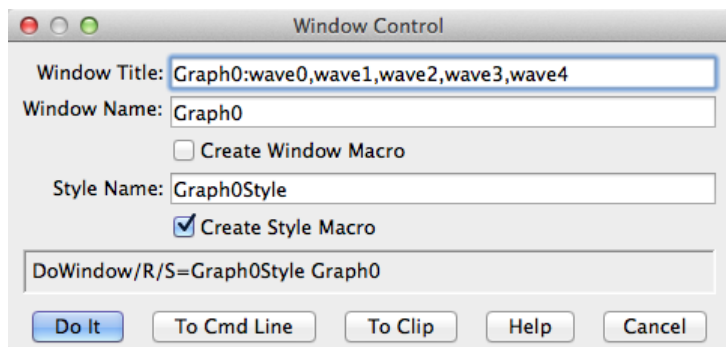 Window Control
Window Title: Graph0:wave0,wave1,wave2,wave3,wave4
Window Name: Graph0
Create Window Macro
Style Name: Graph0Style
Create Style Macro
DoWindow/R/S=Graph0Style Graph0
Do It To Cmd Line To Clip Help Cancel